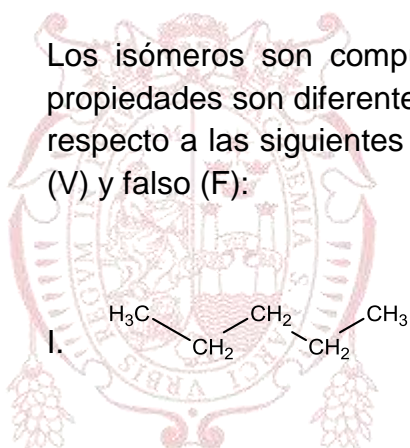 Los isómeros son comp
propiedades son diferente
respecto a las siguientes
(V) y falso (F):
H₃C CH₂ CH₃
I.
CH₂ CH₂